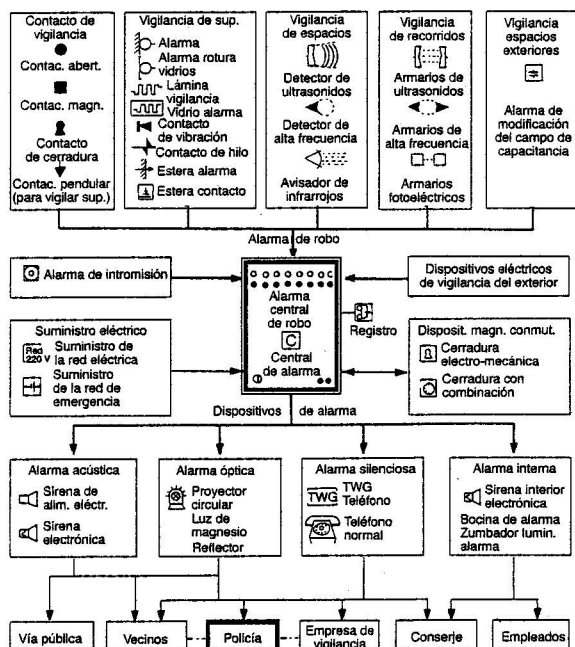 Contacto de
vigilancia
Contac. abert.
Contac. magn.
Contacto
de cerradura
Contac. pendular
(para vigilar sup.)
Vigilancia de sup.
Alarma
Alarma rotura
vidrios
Lámina
vigilancia
Vidrio alarma
Contacto
de vibración
Contacto de hilo
Estera alarma
Estera contacto
Vigilancia
de espacios
Detector de
ultrasonidos
Detector de
alta frecuencia
Avisador de
infrarrojos
Vigilancia
de recorridos
Armarios de
ultrasonidos
Armarios de
alta frecuencia
Armarios
fotoeléctricos
Vigilancia
espacios
exteriores
Alarma de
modificación
del campo de
capacitancia
Alarma de robo
Alarma de intromisión
Alarma
central
de robo
C
Central
de alarma
Registro
Dispositivos eléctricos
de vigilancia del exterior
Suministro eléctrico
Red
220 V
Suministro de
la red eléctrica
Suministro
de la red de
emergencia
Disposit. magn. conmut.
Cerradura
electro-mecánica
Cerradura con
combinación
Dispositivos de alarma
Alarma acústica
Sirena de
alim. eléctr.
Sirena
electrónica
Alarma óptica
Proyector
circular
Luz de
magnesio
Reflector
Alarma silenciosa
TWG
TWG
Teléfono
Teléfono
normal
Alarma interna
Sirena interior
electrónica
Bocina de alarma
Zumbador lumin.
alarma
Vía pública
Vecinos
Policía
Empresa de
vigilancia
Conserje
Empleados